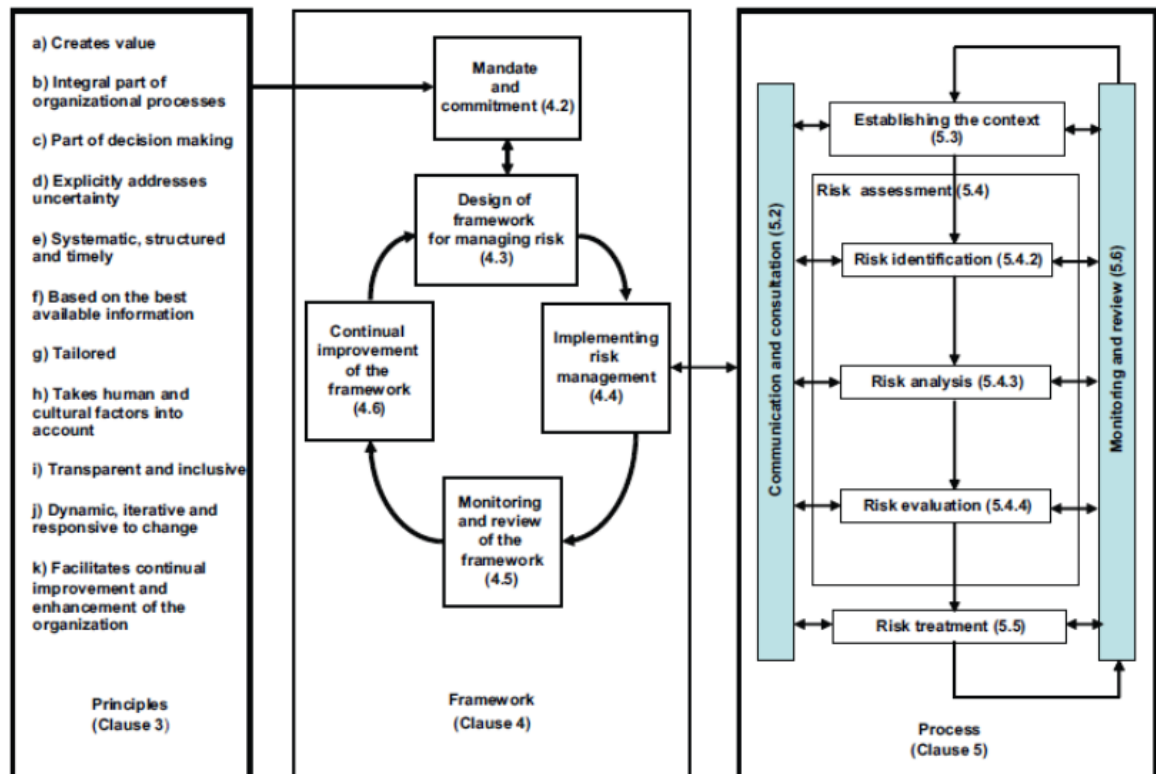 a) Creates value
b) Integral part of
organizational processes
c) Part of decision making
d) Explicitly addresses
uncertainty
e) Systematic, structured
and timely
f) Based on the best
available information
g) Tailored
h) Takes human and
cultural factors into
account
i) Transparent and inclusive
j) Dynamic, iterative and
responsive to change
k) Facilitates continual
improvement and
enhancement of the
organization
Principles
(Clause 3)
Mandate
and
commitment (4.2)
Design of
framework
for managing risk
(4.3)
Implementing
risk
management
(4.4)
Continual
improvement
of the
framework
(4.6)
Monitoring
and review
of the
framework
(4.5)
Framework
(Clause 4)
Communication and consultation (5.2)
Establishing the context
(5.3)
Risk assessment (5.4)
Risk identification (5.4.2)
Risk analysis (5.4.3)
Risk evaluation (5.4.4)
Risk treatment (5.5)
Monitoring and review (5.6)
Process
(Clause 5)